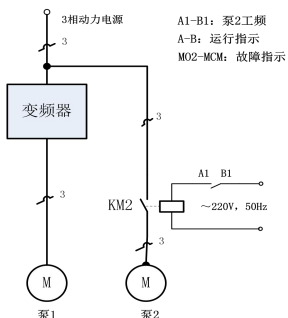 3相动力电源
A1-B1：泵2工频
A-B：运行指示
MO2-MCM：故障指示
3
3
变频器
3
A1 B1
3
KM2
～220V，50Hz
3
M
M
泵1
泵2